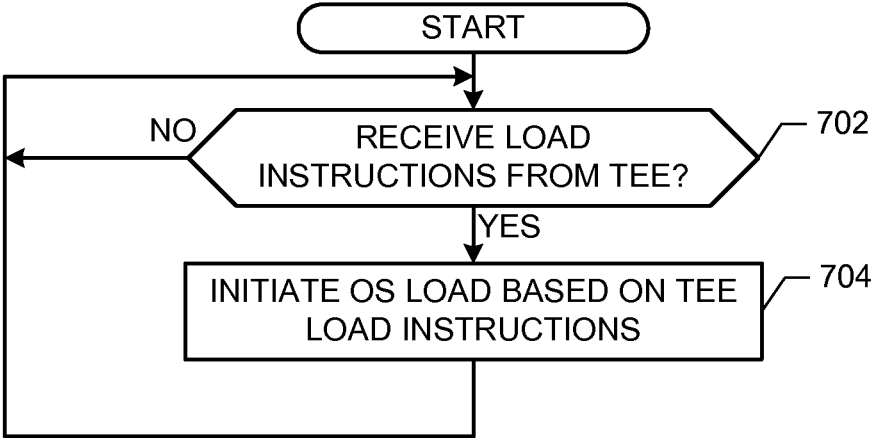 START
RECEIVE LOAD
INSTRUCTIONS FROM TEE?
702
NO
YES
INITIATE OS LOAD BASED ON TEE
LOAD INSTRUCTIONS
704